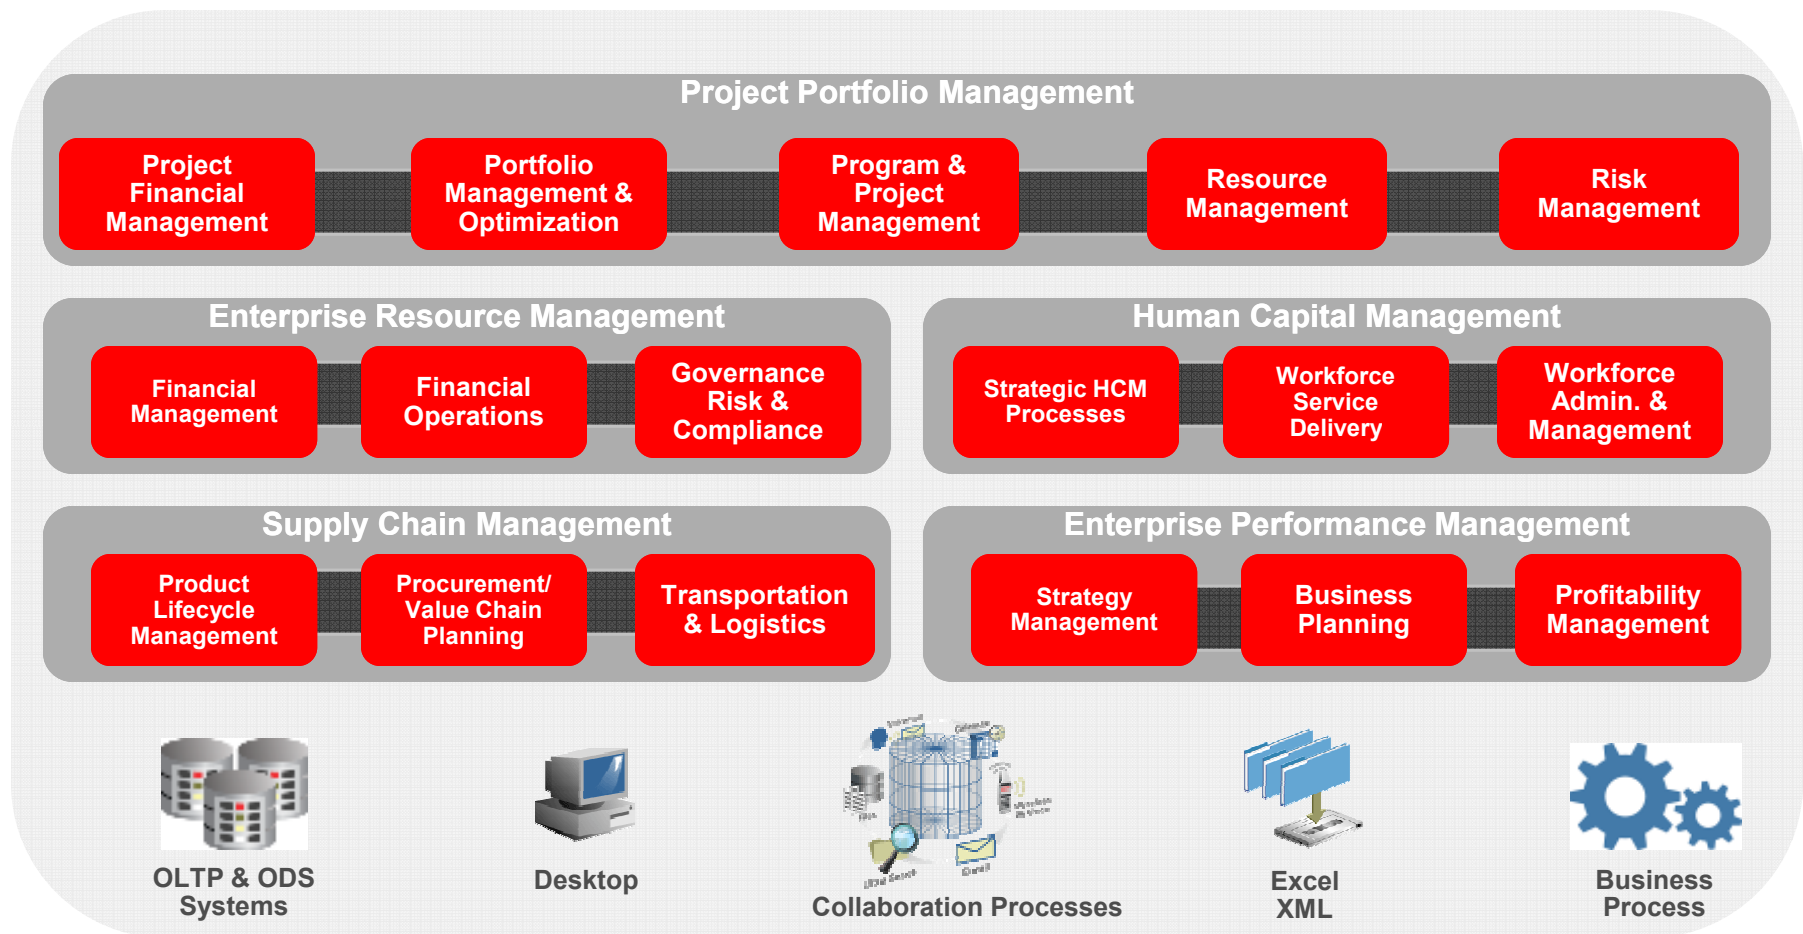 Project Portfolio Management
Project
Financial
Management
Portfolio
Management &
Optimization
Program &
Project
Management
Resource
Management
Risk
Management
Enterprise Resource Management
Financial
Management
Financial
Operations
Governance
Risk &
Compliance
Human Capital Management
Strategic HCM
Processes
Workforce
Service
Delivery
Workforce
Admin. &
Management
Supply Chain Management
Product
Lifecycle
Management
Procurement/
Value Chain
Planning
Transportation
& Logistics
Enterprise Performance Management
Strategy
Management
Business
Planning
Profitability
Management
OLTP & ODS
Systems
Desktop
Collaboration Processes
Excel
XML
Business
Process